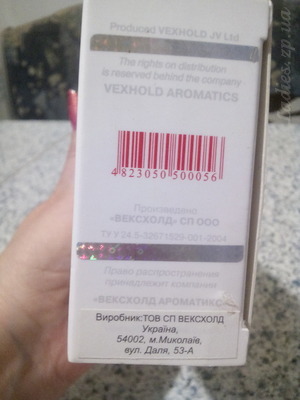 Produced VEXHOLD JV Ltd
The rights on distribution
is reserved behind the company
VEXHOLD AROMATICS
4 823050 500056
Произведено
«ВЕКСХОЛД» СП ООО
ТУ У 24.5-32071529-001-2004
Право распространения
принадлежит компании
«ВЕКСХОЛД АРОМАТИКС»
Виробник:ТОВ СП ВЕКСХОЛД
Україна,
54002, м.Миколаїв,
вул. Даля, 53-А